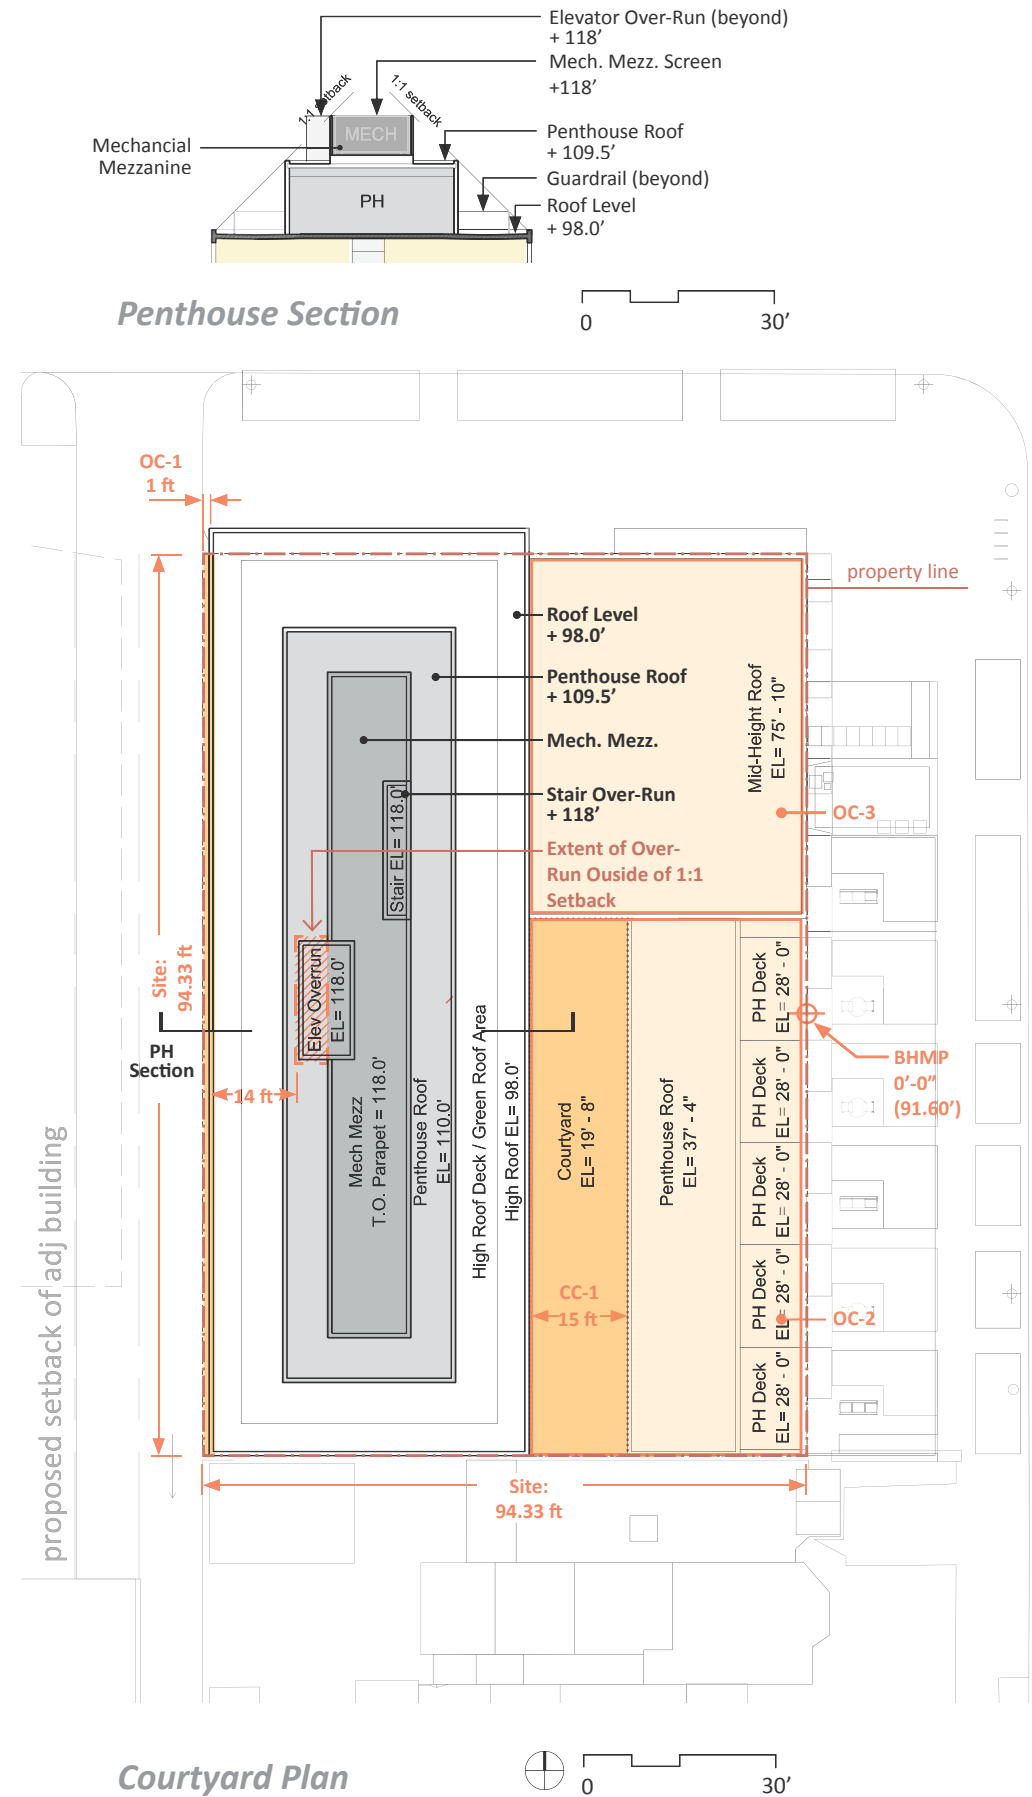 Elevator Over-Run (beyond)
+ 118’
Mech. Mezz. Screen
+118’
1:1 setback
1:1 setback
MECH
Mechancial
Mezzanine
Penthouse Roof
+ 109.5’
Guardrail (beyond)
Roof Level
+ 98.0’
PH
Penthouse Section
0
30’
OC-1
1 ft
property line
Roof Level
+ 98.0’
Penthouse Roof
+ 109.5’
Mech. Mezz.
Stair Over-Run
+ 118’
Extent of Over-
Run Ouside of 1:1
Setback
Mid-Height Roof
EL= 75' - 10"
OC-3
Stair EL= 118.0'
Elev Overrun
EL= 118.0'
Site:
94.33 ft
PH
Section
14 ft
Mech Mezz
T.O. Parapet = 118.0'
Penthouse Roof
EL= 110.0'
High Roof Deck / Green Roof Area
High Roof EL= 98.0'
Courtyard
EL= 19' - 8"
Penthouse Roof
EL= 37' - 4"
PH Deck
EL= 28' - 0"
PH Deck
EL= 28' - 0"
PH Deck
EL= 28' - 0"
PH Deck
EL= 28' - 0"
PH Deck
EL= 28' - 0"
BHMP
0’-0”
(91.60’)
CC-1
15 ft
OC-2
proposed setback of adj building
Site:
94.33 ft
Courtyard Plan
0
30’